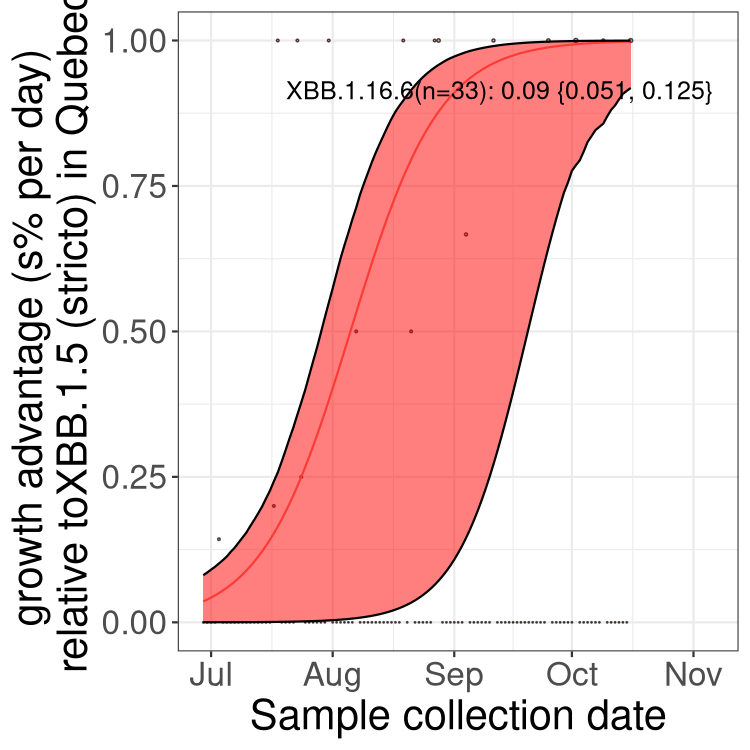 growth advantage (s% per day)
relative toXBB.1.5 (stricto) in Quebec
1.00
0.75
0.50
0.25
0.00
XBB.1.16.6(n=33): 0.09 {0.051, 0.125}
Jul Aug Sep Oct Nov
Sample collection date